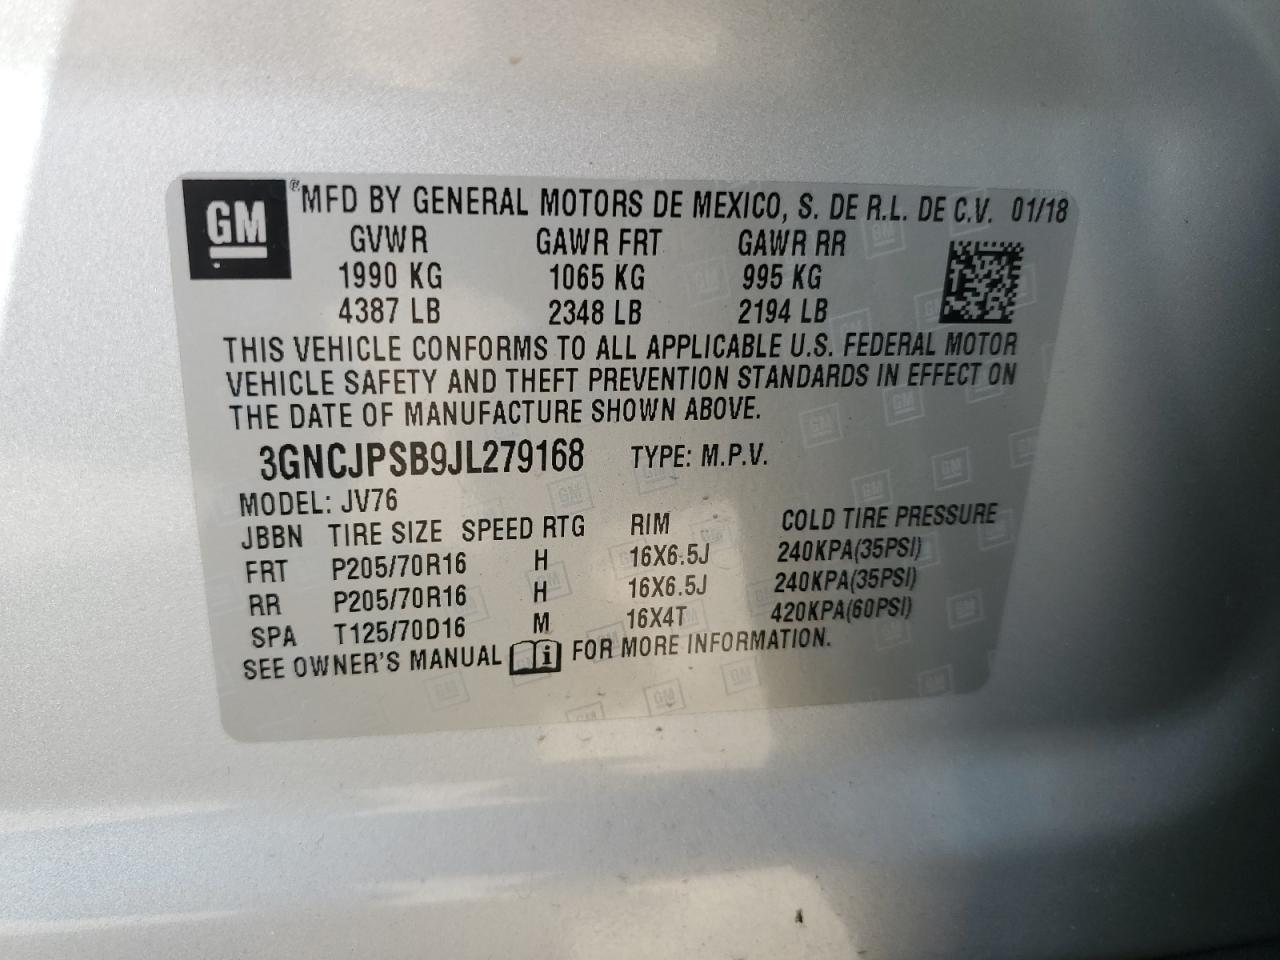 GM ® MFD BY GENERAL MOTORS DE MEXICO, S. DE R.L. DE C.V. 01/18
GVWR GAWR FRT GAWR RR
1990 KG 1065 KG 995 KG
4387 LB 2348 LB 2194 LB
THIS VEHICLE CONFORMS TO ALL APPLICABLE U.S. FEDERAL MOTOR
VEHICLE SAFETY AND THEFT PREVENTION STANDARDS IN EFFECT ON
THE DATE OF MANUFACTURE SHOWN ABOVE.
3GNCJPSB9JL279168 TYPE: M.P.V.
MODEL: JV76
JBBN TIRE SIZE SPEED RTG RIM COLD TIRE PRESSURE
FRT P205/70R16 H 16X6.5J 240KPA(35PSI)
RR P205/70R16 H 16X6.5J 240KPA(35PSI)
SPA T125/70D16 M 16X4T 420KPA(60PSI)
SEE OWNER'S MANUAL i FOR MORE INFORMATION.